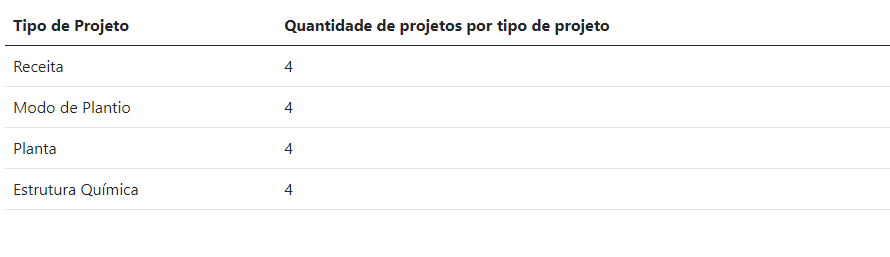 Tipo de Projeto Quantidade de projetos por tipo de projeto
Receita 4
Modo de Plantio 4
Planta 4
Estrutura Química 4